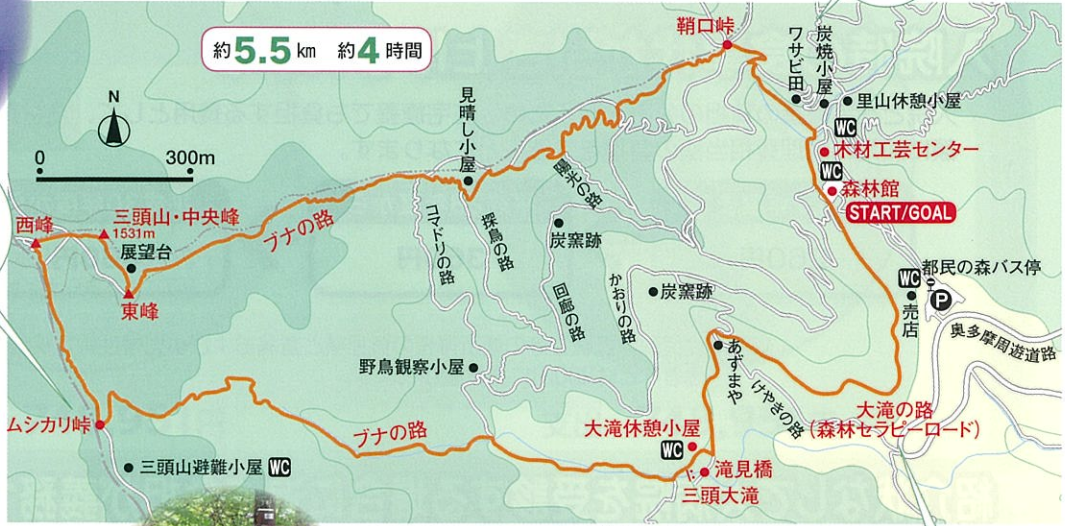 約5.5km 約4時間
N
0 300m
鞘口峠
ワサビ田
炭焼小屋
里山休憩小屋
WC
木材工芸センター
WC
森林館
START/GOAL
見晴し小屋
陽光の路
西峰
三頭山・中央峰
1531m
展望台
東峰
ブナの路
コマドリの路
探鳥の路
炭窯跡
回廊の路
かおりの路
炭窯跡
WC
都民の森バス停
P
売店
奥多摩周遊道路
あずまや
けやきの路
大滝の路
(森林セラピーロード)
野鳥観察小屋
ムシカリ峠
ブナの路
大滝休憩小屋
WC
滝見橋
三頭大滝
三頭山避難小屋 WC